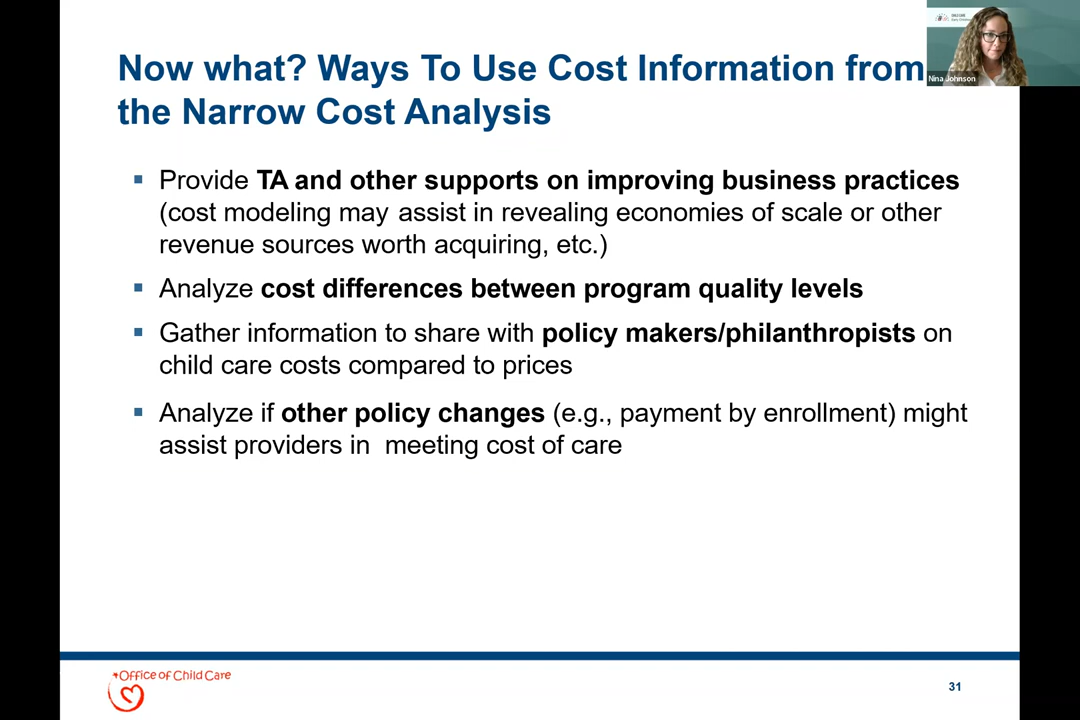 Now what? Ways To Use Cost Information from
the Narrow Cost Analysis
Nina Johnson
▪ Provide TA and other supports on improving business practices
(cost modeling may assist in revealing economies of scale or other
revenue sources worth acquiring, etc.)
▪ Analyze cost differences between program quality levels
▪ Gather information to share with policy makers/philanthropists on
child care costs compared to prices
▪ Analyze if other policy changes (e.g., payment by enrollment) might
assist providers in meeting cost of care
Office of Child Care
31